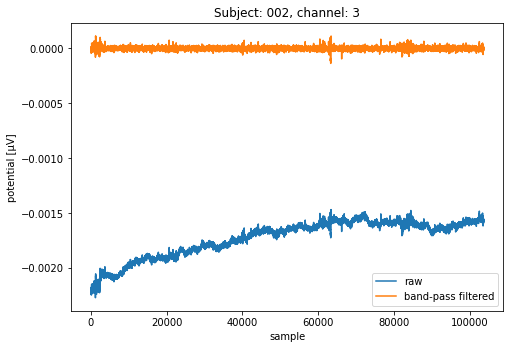 Subject: 002, channel: 3
0.0000
−0.0005
−0.0010
−0.0015
−0.0020
potential [µV]
0
20000
40000
60000
80000
100000
sample
raw
band-pass filtered